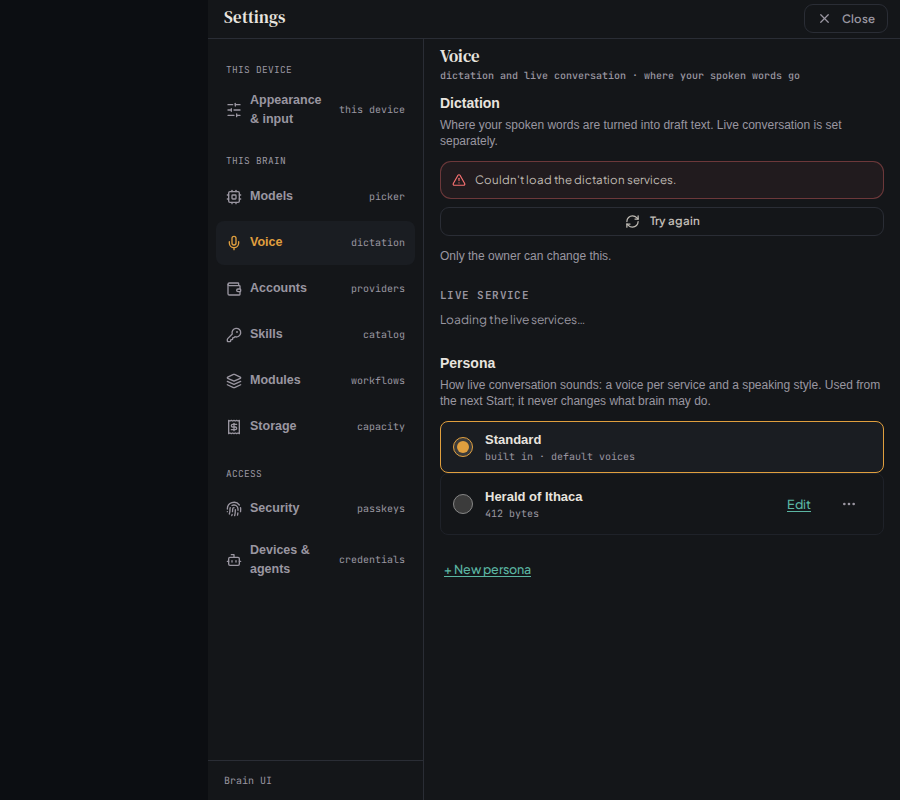 Settings
Close
THIS DEVICE
Appearance & input
this device
THIS BRAIN
Models
picker
Voice
dictation
Accounts
providers
Skills
catalog
Modules
workflows
Storage
capacity
ACCESS
Security
passkeys
Devices & agents
credentials
Brain UI
Voice
dictation and live conversation · where your spoken words go
Dictation
Where your spoken words are turned into draft text. Live conversation is set
separately.
Couldn't load the dictation services.
Try again
Only the owner can change this.
LIVE SERVICE
Loading the live services…
Persona
How live conversation sounds: a voice per service and a speaking style. Used from
the next Start; it never changes what brain may do.
Standard
built in · default voices
Herald of Ithaca
412 bytes
Edit
+ New persona